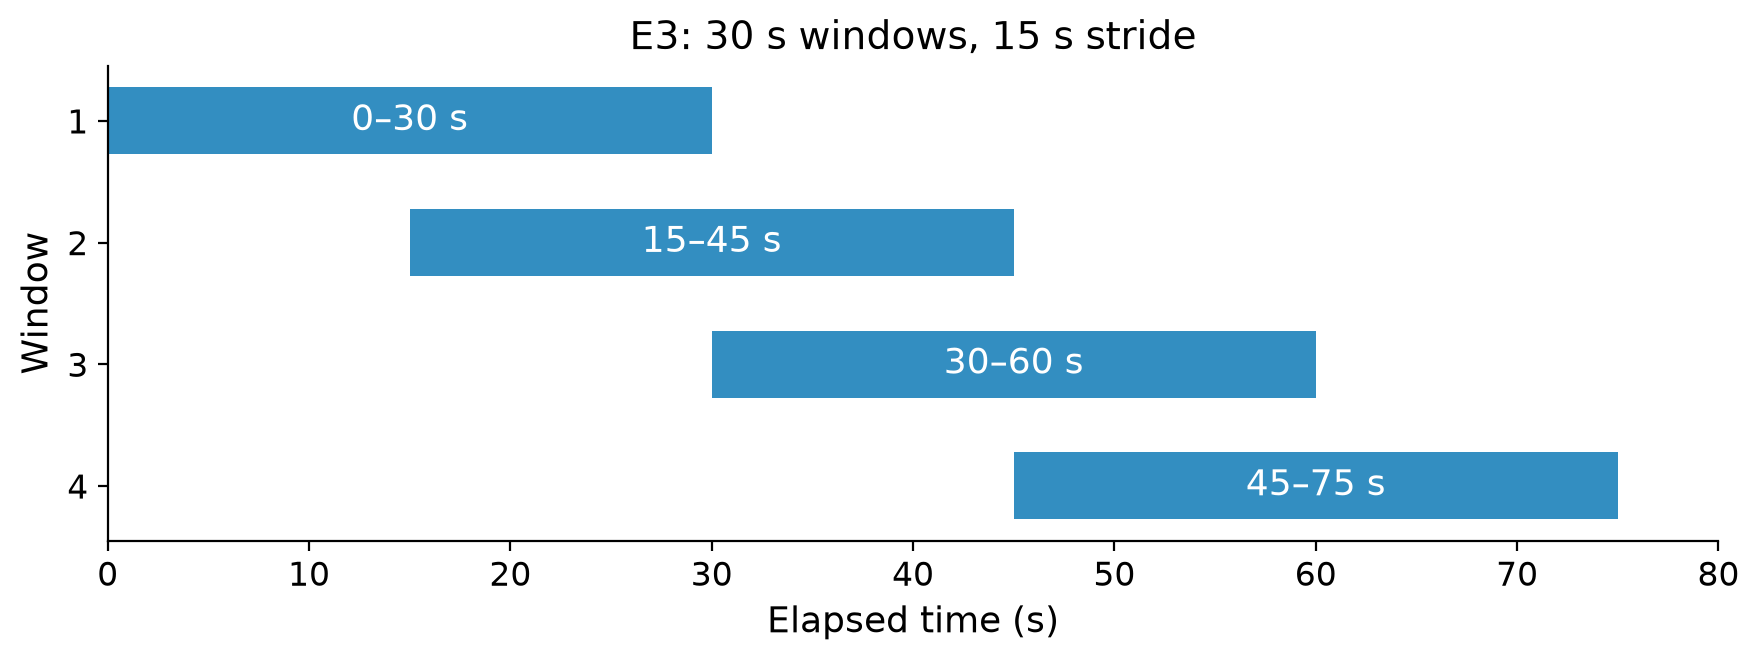 E3: 30 s windows, 15 s stride
Window
1
0–30 s
2
15–45 s
3
30–60 s
4
45–75 s
0 10 20 30 40 50 60 70 80
Elapsed time (s)